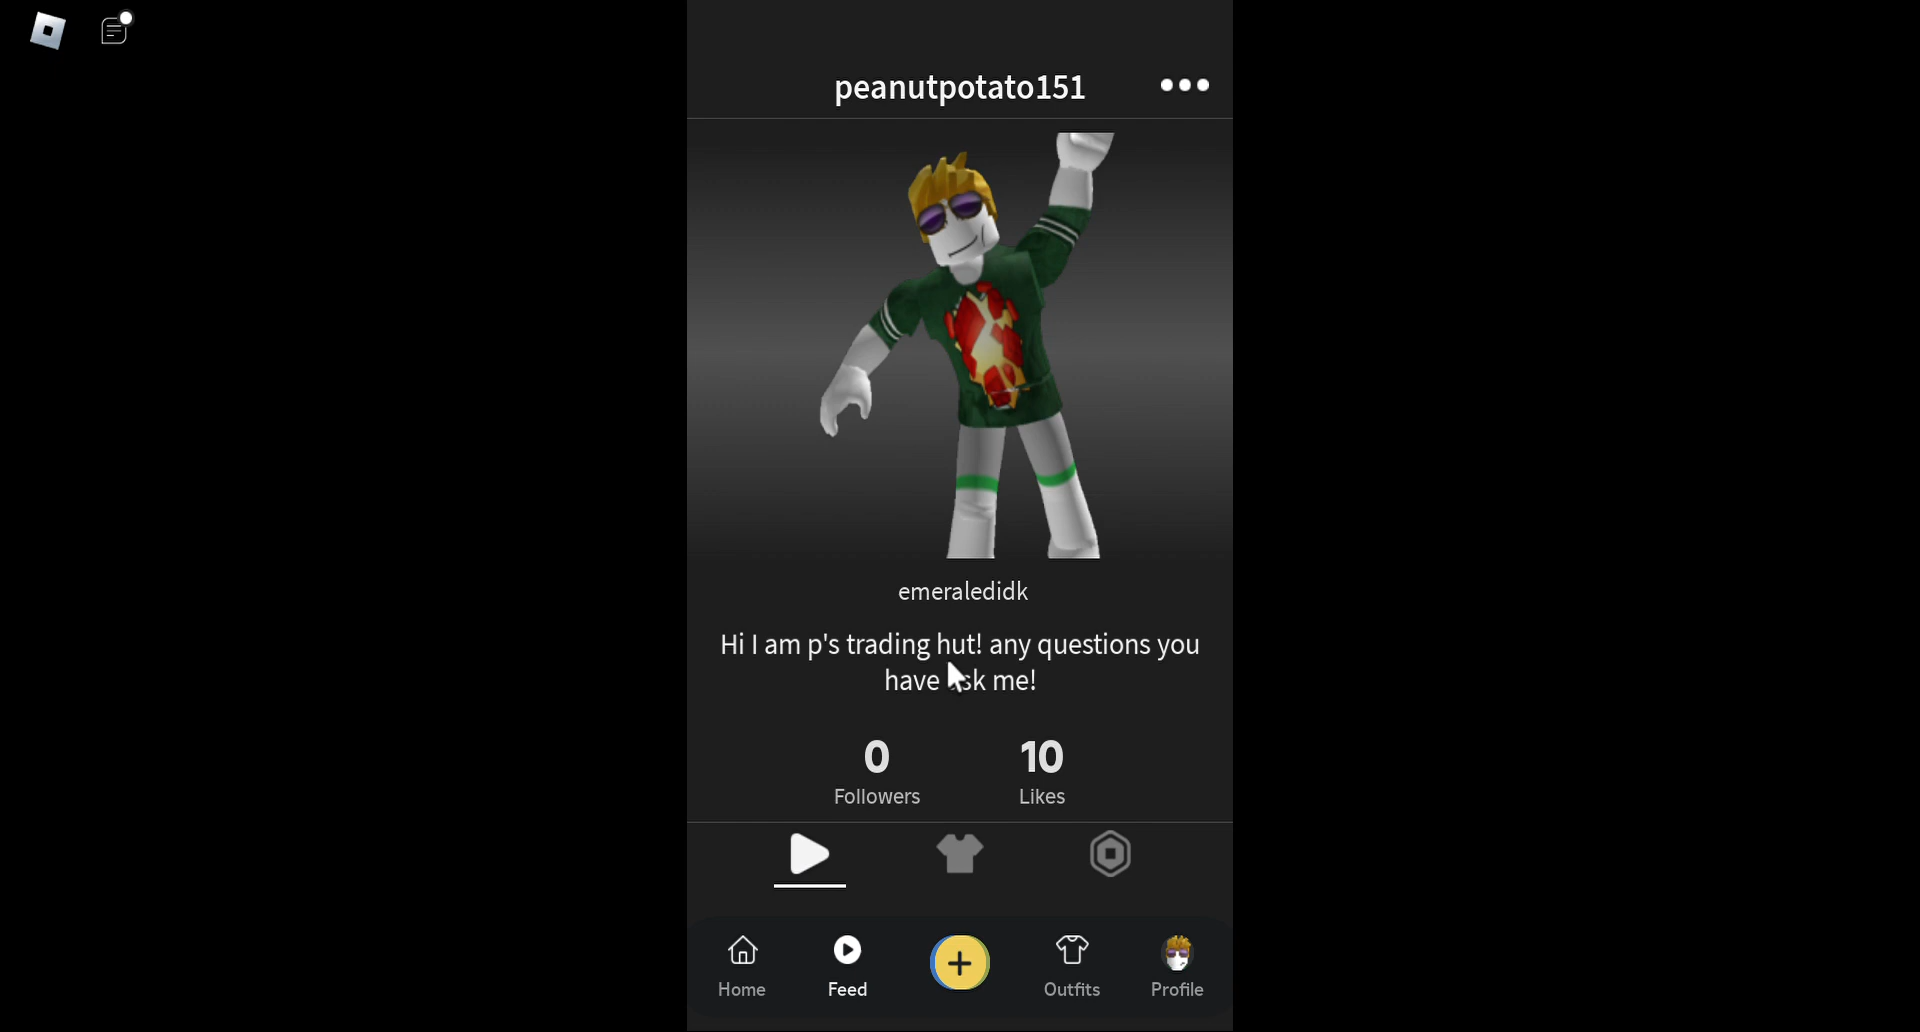 peanutpotato151
emeraledidk
Hi I am p's trading hut! any questions you
have ask me!
0
10
Followers
Likes
Home
Feed
Outfits
Profile